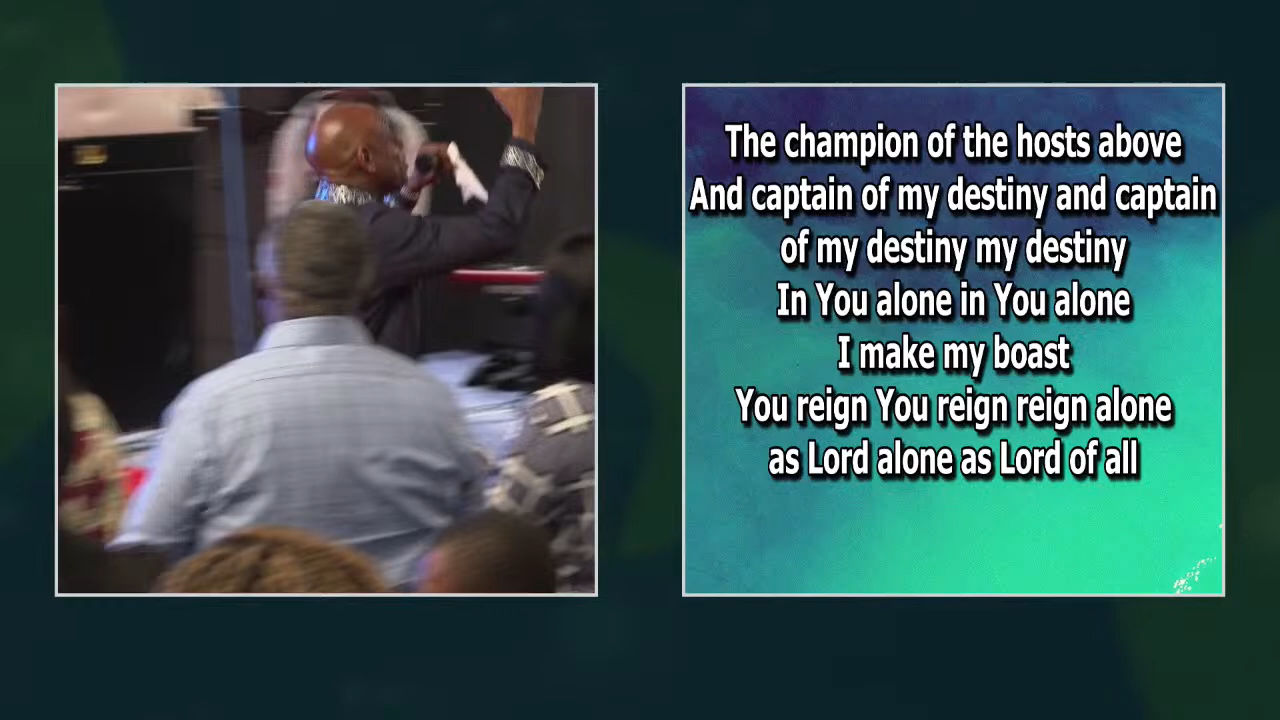 The champion of the hosts above
And captain of my destiny and captain
of my destiny my destiny
In You alone in You alone
I make my boast
You reign You reign reign alone
as Lord alone as Lord of all